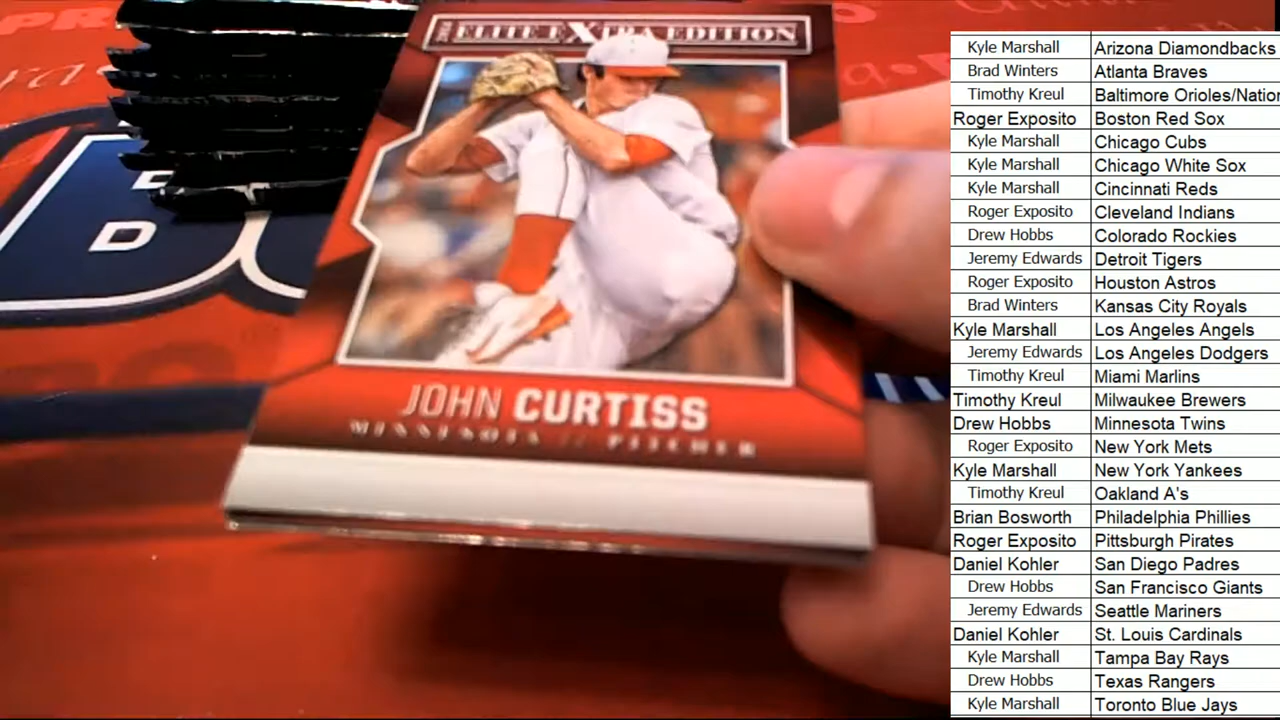 ELITE EXTRA EDITION
JOHN CURTISS
MINNESOTA // PITCHER
D
Kyle Marshall Arizona Diamondbacks
Brad Winters Atlanta Braves
Timothy Kreul Baltimore Orioles/Nation
Roger Exposito Boston Red Sox
Kyle Marshall Chicago Cubs
Kyle Marshall Chicago White Sox
Kyle Marshall Cincinnati Reds
Roger Exposito Cleveland Indians
Drew Hobbs Colorado Rockies
Jeremy Edwards Detroit Tigers
Roger Exposito Houston Astros
Brad Winters Kansas City Royals
Kyle Marshall Los Angeles Angels
Jeremy Edwards Los Angeles Dodgers
Timothy Kreul Miami Marlins
Timothy Kreul Milwaukee Brewers
Drew Hobbs Minnesota Twins
Roger Exposito New York Mets
Kyle Marshall New York Yankees
Timothy Kreul Oakland A's
Brian Bosworth Philadelphia Phillies
Roger Exposito Pittsburgh Pirates
Daniel Kohler San Diego Padres
Drew Hobbs San Francisco Giants
Jeremy Edwards Seattle Mariners
Daniel Kohler St. Louis Cardinals
Kyle Marshall Tampa Bay Rays
Drew Hobbs Texas Rangers
Kyle Marshall Toronto Blue Jays